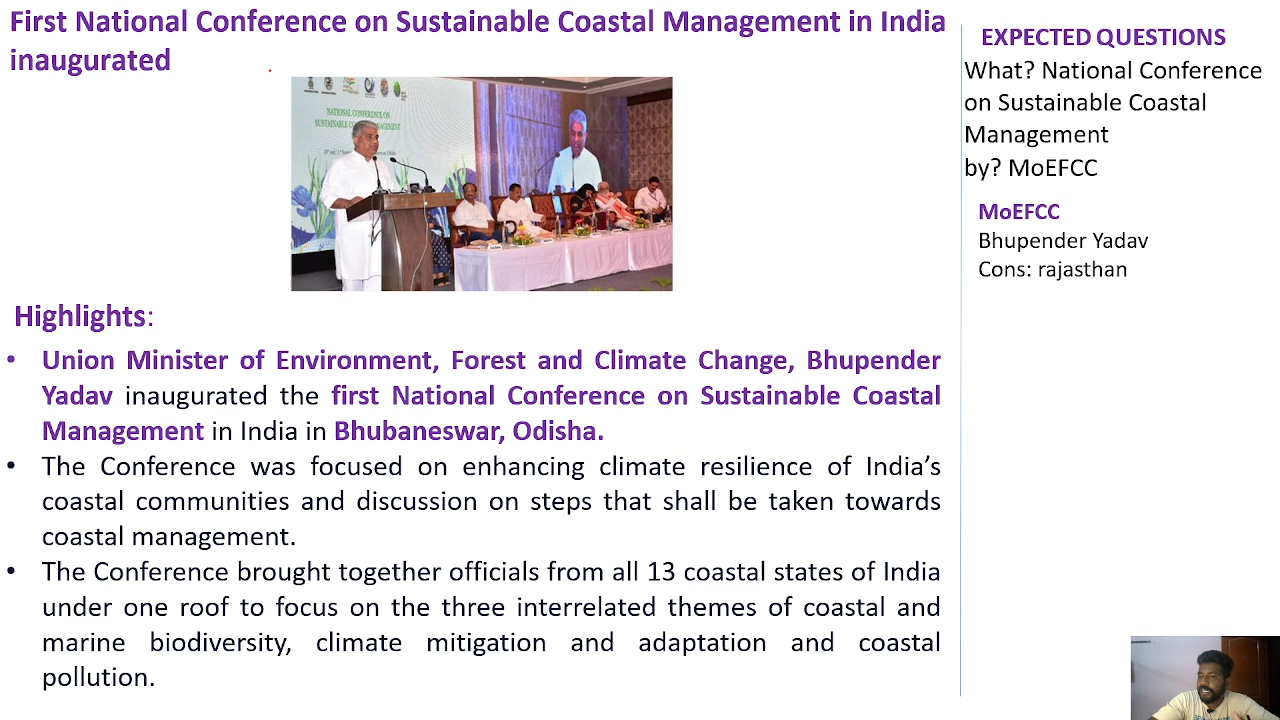 First National Conference on Sustainable Coastal Management in India
inaugurated
NATIONAL CONFERENCE ON
Highlights:
• Union Minister of Environment, Forest and Climate Change, Bhupender
Yadav inaugurated the first National Conference on Sustainable Coastal
Management in India in Bhubaneswar, Odisha.
• The Conference was focused on enhancing climate resilience of India’s
coastal communities and discussion on steps that shall be taken towards
coastal management.
• The Conference brought together officials from all 13 coastal states of India
under one roof to focus on the three interrelated themes of coastal and
marine biodiversity, climate mitigation and adaptation and coastal
pollution.
EXPECTED QUESTIONS
What? National Conference
on Sustainable Coastal
Management
by? MoEFCC
MoEFCC
Bhupender Yadav
Cons: rajasthan